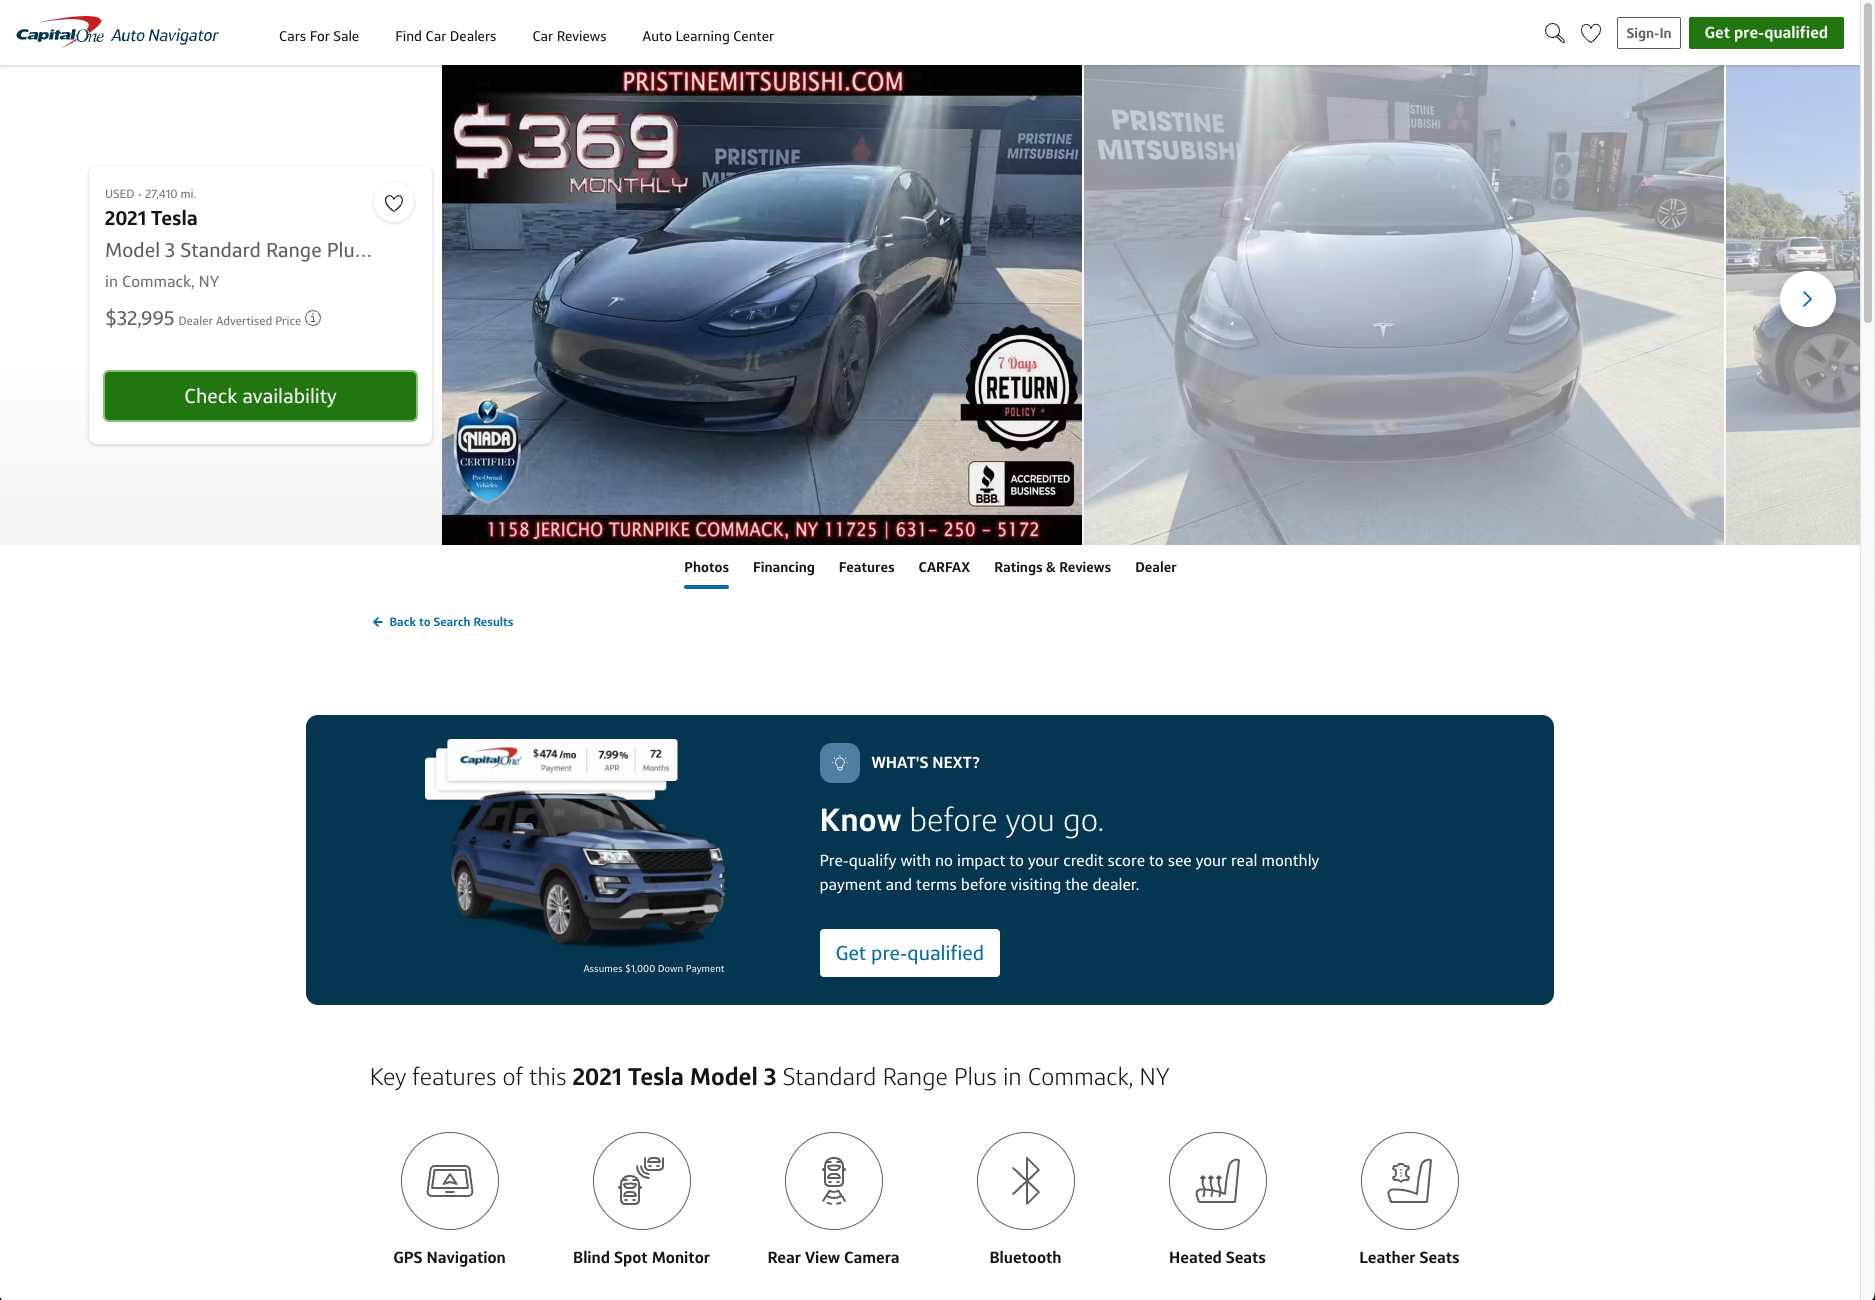 CapitalOne Auto Navigator
Cars For Sale
Find Car Dealers
Car Reviews
Auto Learning Center
Sign-In
Get pre-qualified
USED • 27,410 mi.
2021 Tesla
Model 3 Standard Range Plu...
in Commack, NY
$32,995 Dealer Advertised Price
Check availability
PRISTINEMITSUBISHI.COM
$369
MONTHLY
PRISTINE
PRISTINE
MITSUBISHI
7 Days
RETURN
POLICY *
NIADA
CERTIFIED
Pre-Owned
Vehicles
BBB
ACCREDITED
BUSINESS
1158 JERICHO TURNPIKE COMMACK, NY 11725 | 631- 250 - 5172
PRISTINE
MITSUBISHI
Photos
Financing
Features
CARFAX
Ratings & Reviews
Dealer
Back to Search Results
CapitalOne
$474 /mo
Payment
7.99%
APR
72
Months
Assumes $1,000 Down Payment
WHAT'S NEXT?
Know before you go.
Pre-qualify with no impact to your credit score to see your real monthly
payment and terms before visiting the dealer.
Get pre-qualified
Key features of this 2021 Tesla Model 3 Standard Range Plus in Commack, NY
GPS Navigation
Blind Spot Monitor
Rear View Camera
Bluetooth
Heated Seats
Leather Seats